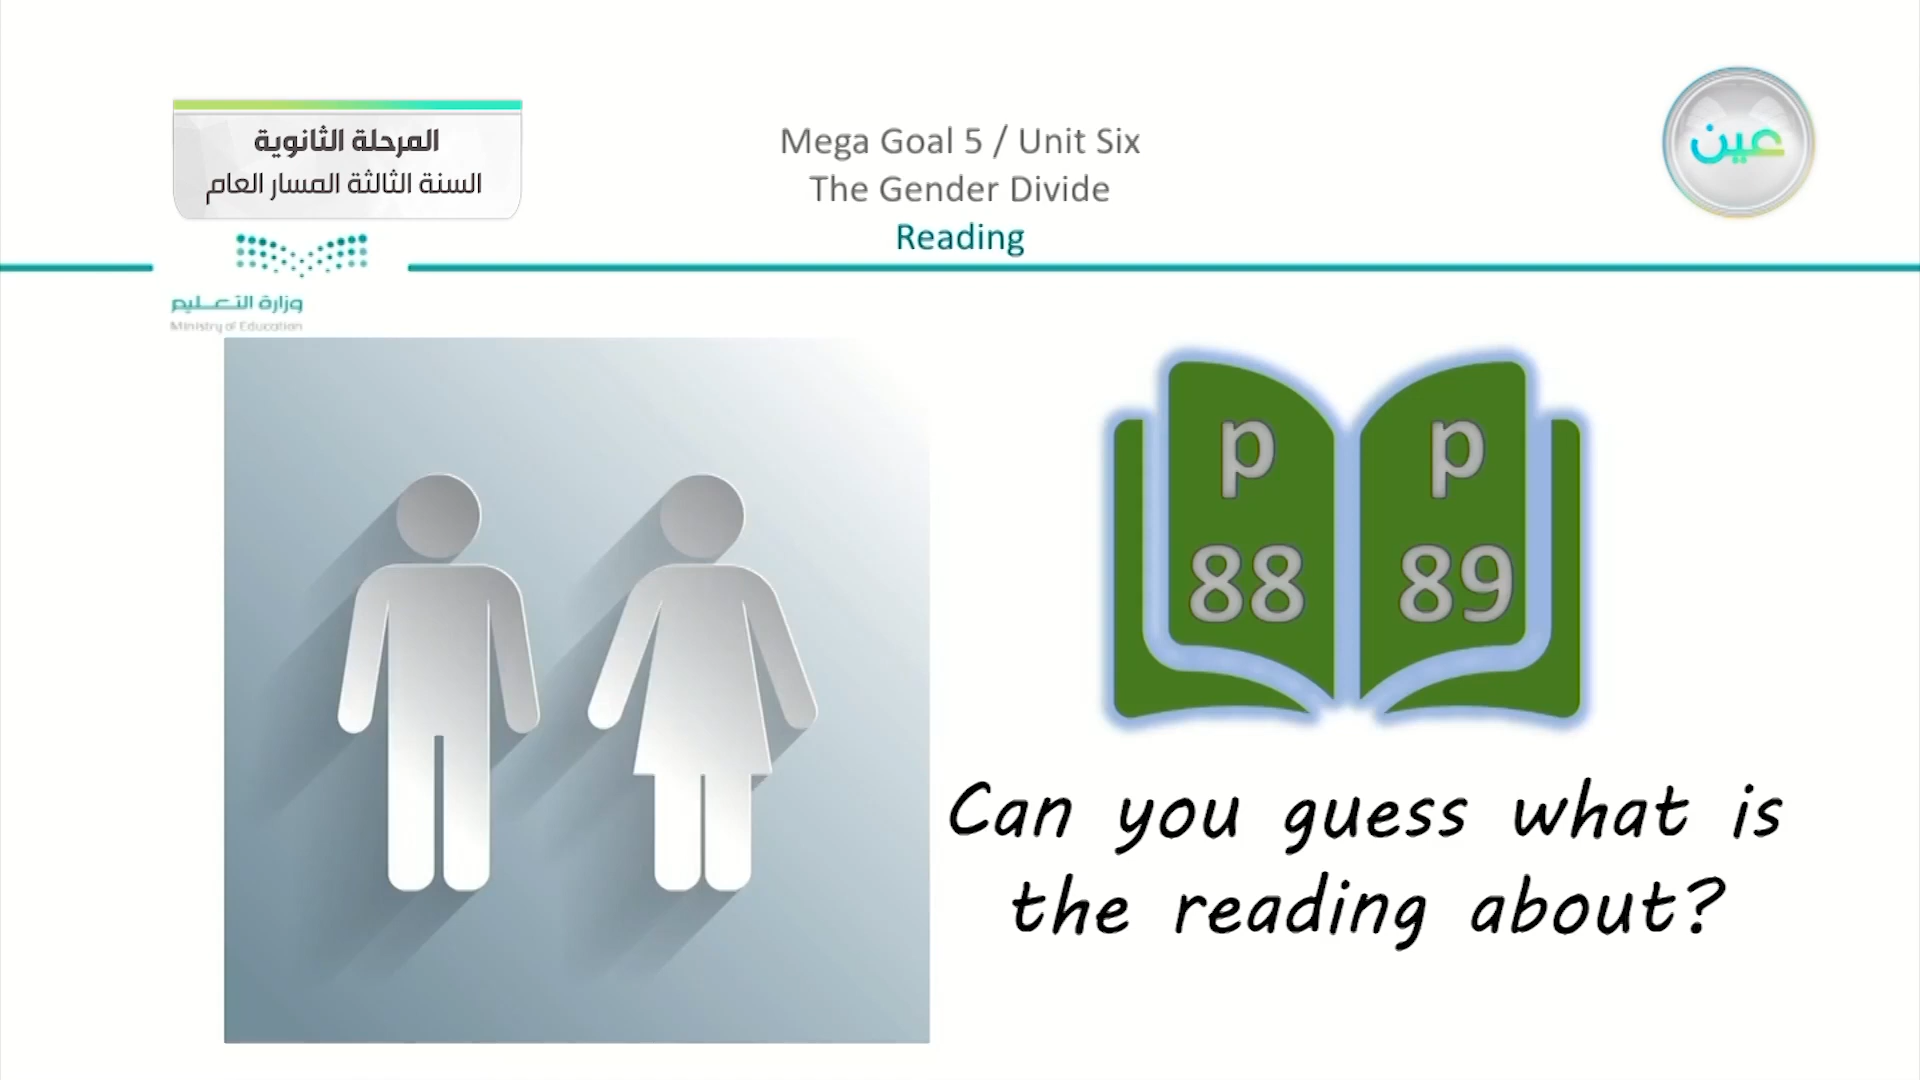 المرحلة الثانوية
السنة الثالثة المسار العام
Mega Goal 5 / Unit Six
The Gender Divide
Reading
عين
وزارة التعليم
Ministry of Education
p
88
p
89
Can you guess what is
the reading about?